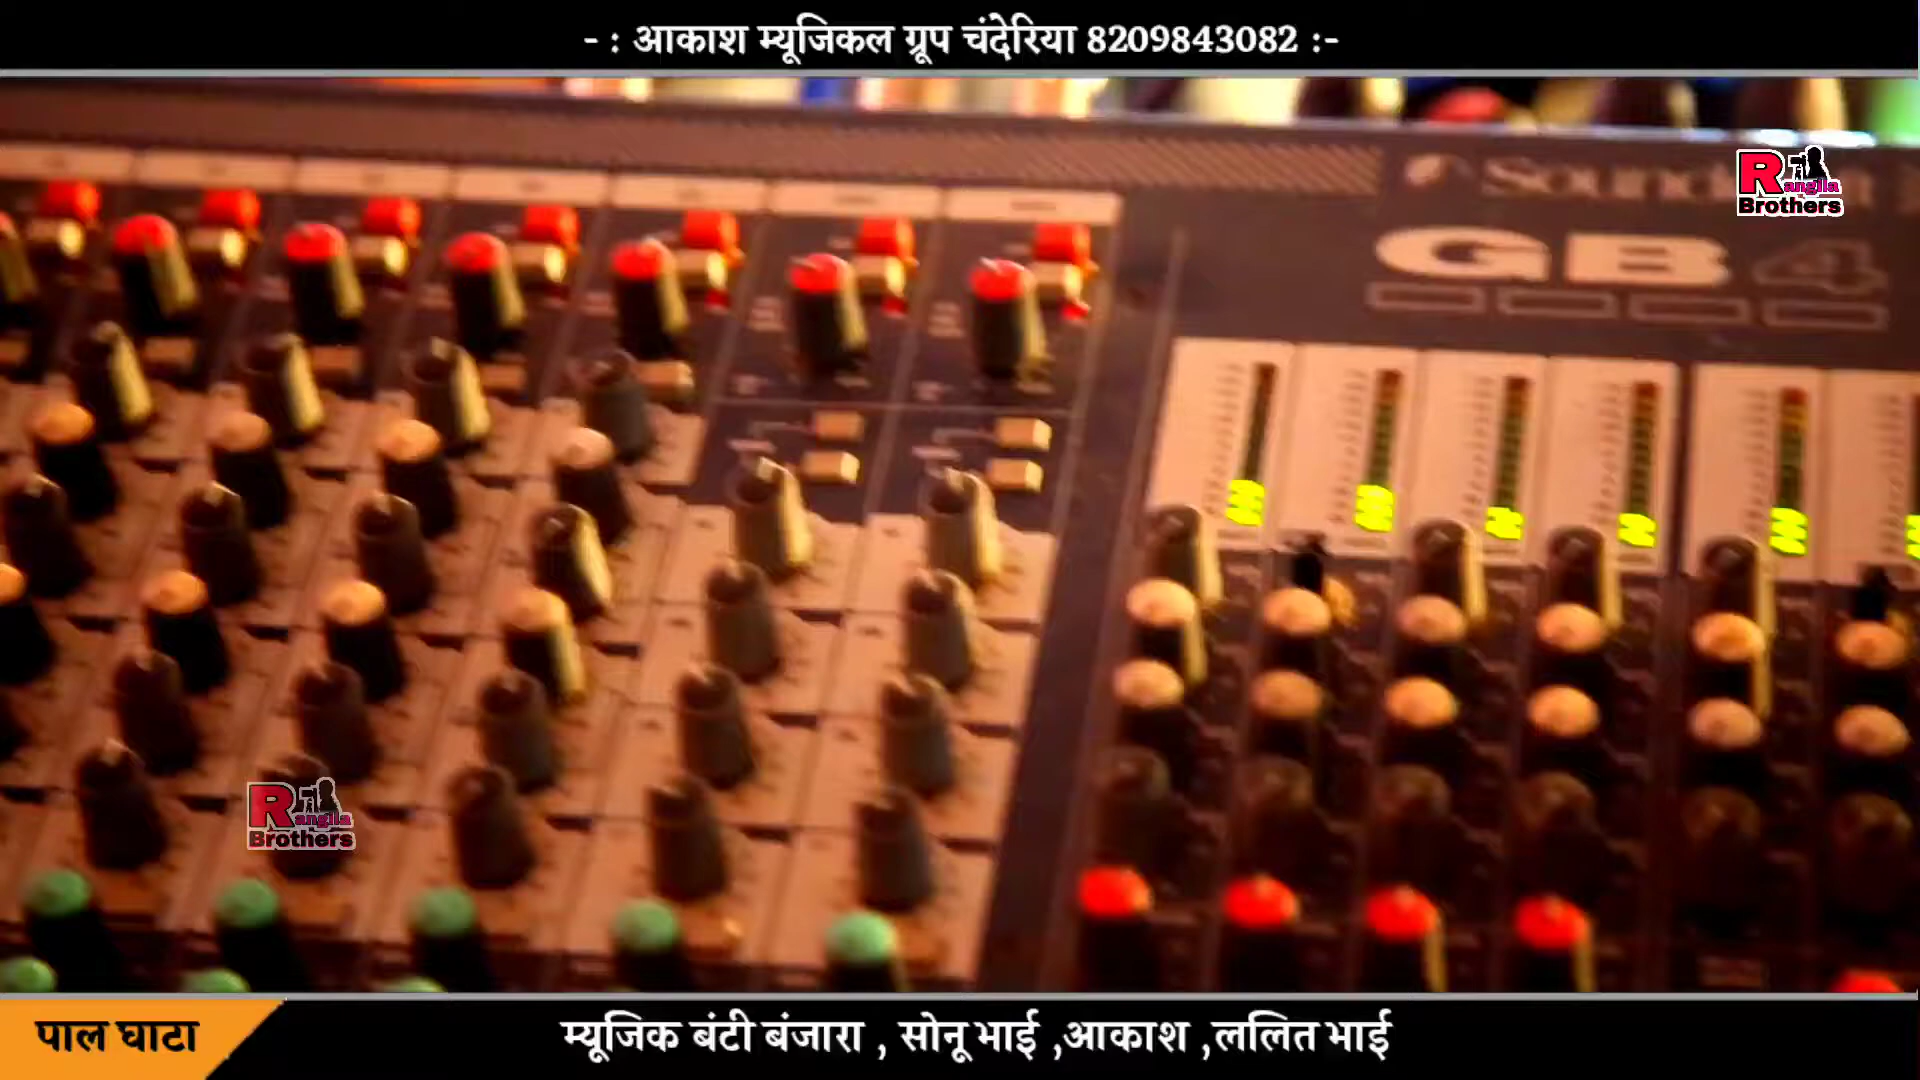 - : आकाश म्यूजिकल ग्रूप चंदेरिया 8209843082 :-
Rangila
Brothers
GB4
Rangila
Brothers
पाल घाटा
म्यूजिक बंटी बंजारा , सोनू भाई ,आकाश ,ललित भाई